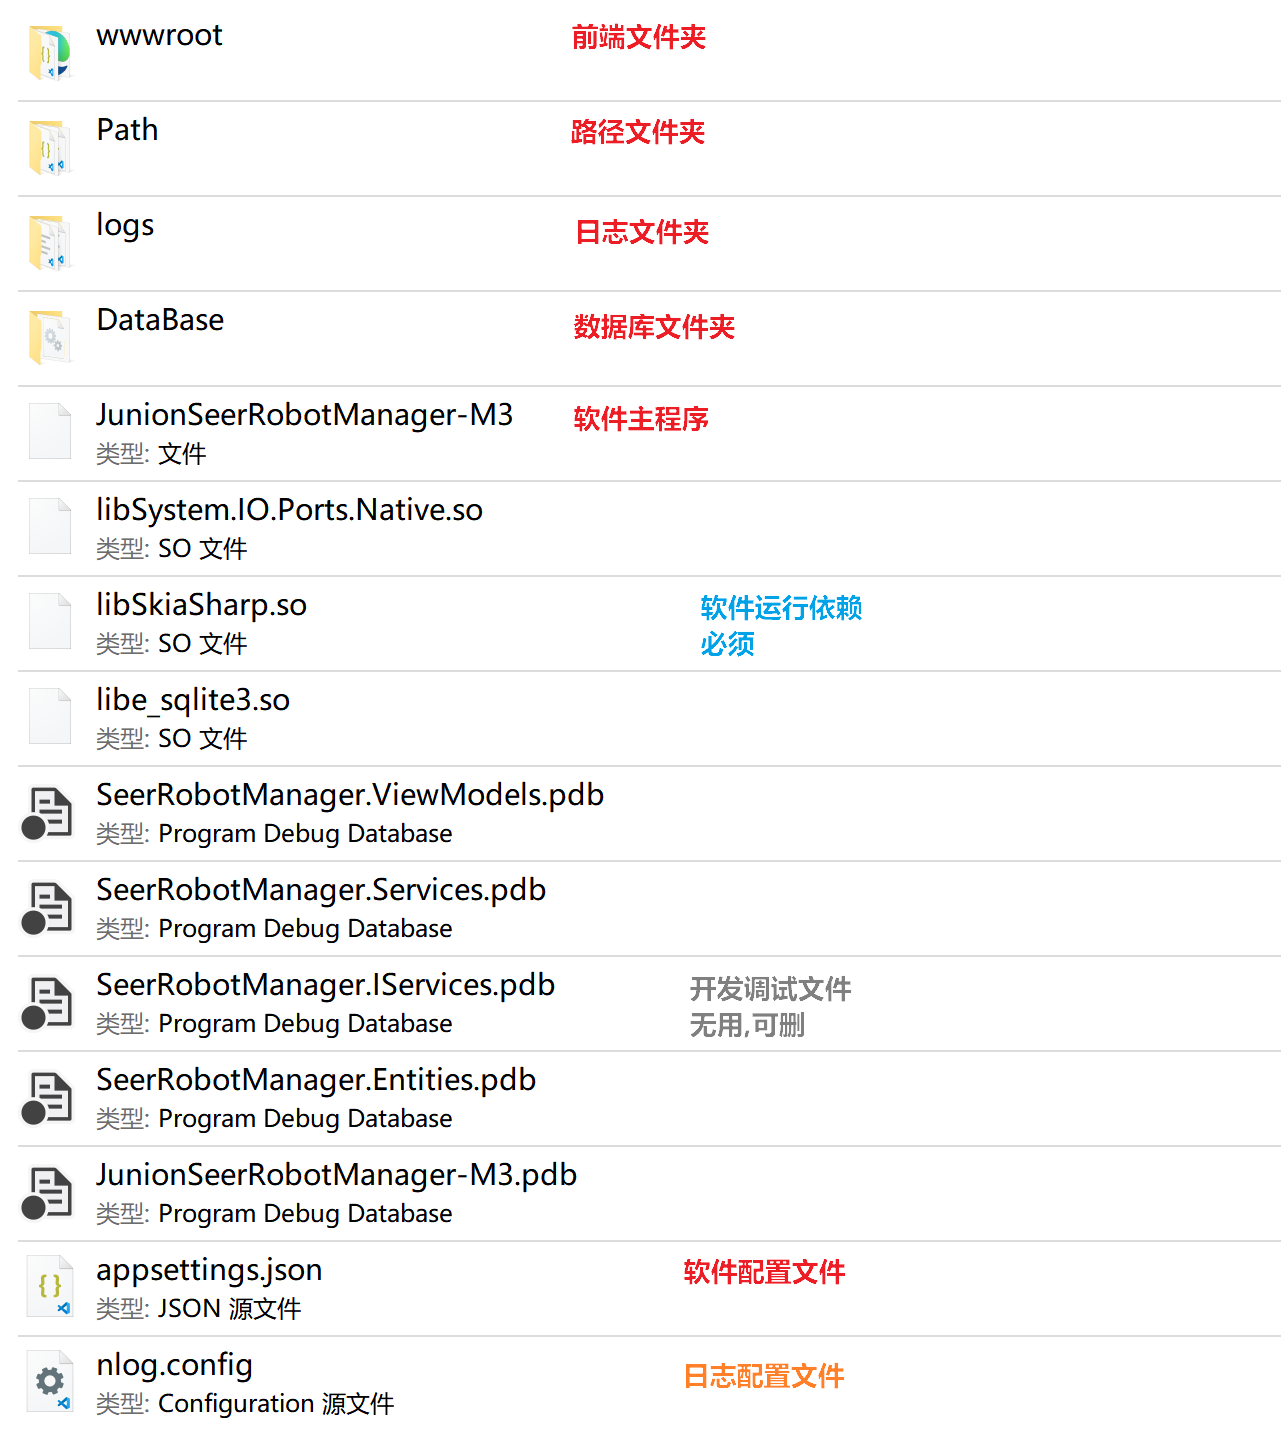 wwwroot 前端文件夹
Path 路径文件夹
logs 日志文件夹
DataBase 数据库文件夹
JunionSeerRobotManager-M3 软件主程序
类型: 文件
libSystem.IO.Ports.Native.so
类型: SO 文件
libSkiaSharp.so 软件运行依赖
类型: SO 文件 必须
libe_sqlite3.so
类型: SO 文件
SeerRobotManager.ViewModels.pdb
类型: Program Debug Database
SeerRobotManager.Services.pdb
类型: Program Debug Database
SeerRobotManager.IServices.pdb 开发调试文件
类型: Program Debug Database 无用,可删
SeerRobotManager.Entities.pdb
类型: Program Debug Database
JunionSeerRobotManager-M3.pdb
类型: Program Debug Database
appsettings.json 软件配置文件
类型: JSON 源文件
nlog.config 日志配置文件
类型: Configuration 源文件